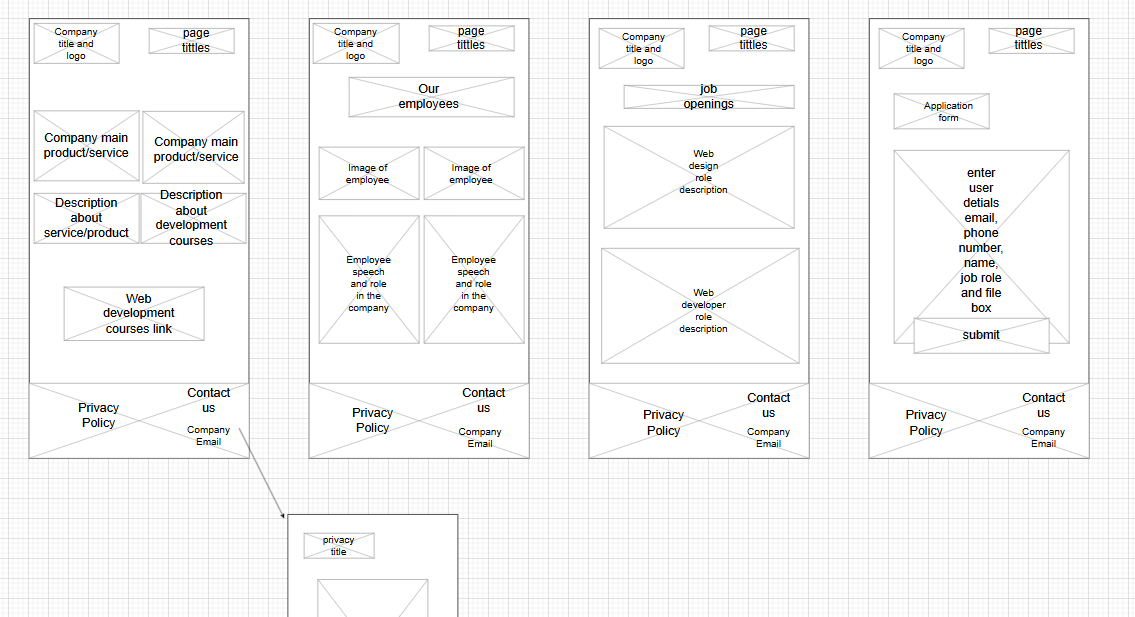 Company
title and
logo
page
tittles
Company main
product/service
Company main
product/service
Description
about
service/product
Description
about
development
courses
Web
development
courses link
Privacy
Policy
Contact
us
Company
Email
Company
title and
logo
page
tittles
Our
employees
Image of
employee
Image of
employee
Employee
speech
and role
in the
company
Employee
speech
and role
in the
company
Privacy
Policy
Contact
us
Company
Email
Company
title and
logo
page
tittles
job
openings
Web
design
role
description
Web
developer
role
description
Privacy
Policy
Contact
us
Company
Email
Company
title and
logo
page
tittles
Application
form
enter
user
detials
email,
phone
number,
name,
job role
and file
box
submit
Privacy
Policy
Contact
us
Company
Email
privacy
title